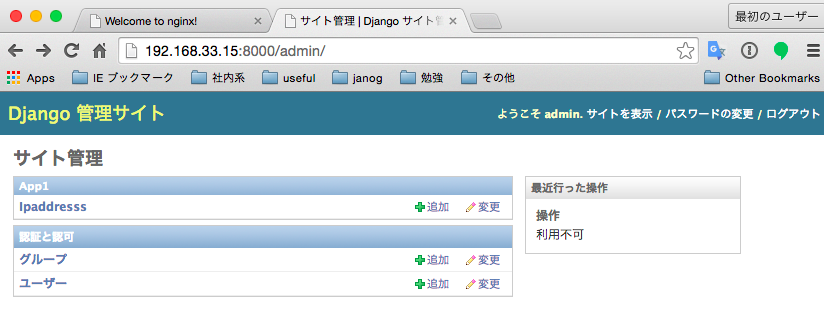 Welcome to nginx!
サイト管理 | Django サイト管
最初のユーザー
192.168.33.15:8000/admin/
Apps IE ブックマーク 社内系 useful janog 勉強 その他 Other Bookmarks
Django 管理サイト
ようこそ admin. サイトを表示 / パスワードの変更 / ログアウト
サイト管理
App1
Ipaddresss 追加 変更
認証と認可
グループ 追加 変更
ユーザー 追加 変更
最近行った操作
操作
利用不可